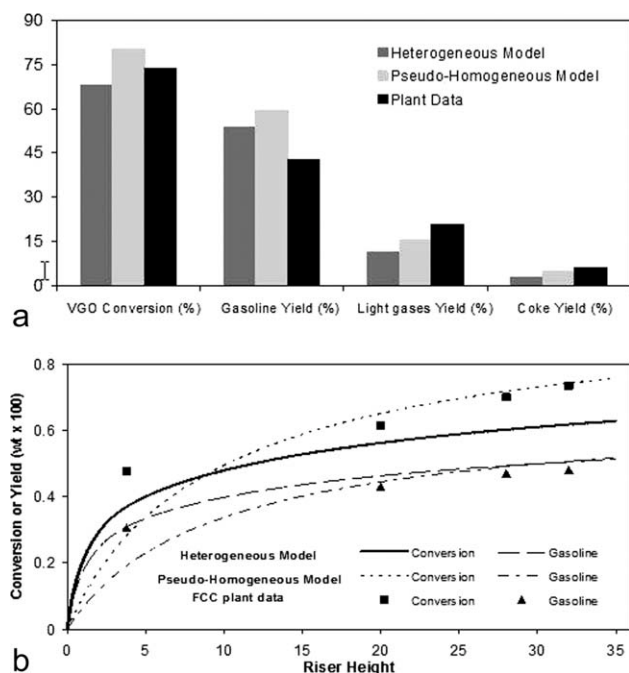 90
75
60
45
30
15
0
Heterogeneous Model
Pseudo-Homogeneous Model
Plant Data
VGO Conversion (%) Gasoline Yield (%) Light gases Yield (%) Coke Yield (%)
a
Conversion or Yield (wt x 100)
0.8
0.6
0.4
0.2
0
Heterogeneous Model Conversion Gasoline
Pseudo-Homogeneous Model Conversion Gasoline
FCC plant data Conversion Gasoline
0 5 10 15 20 25 30 35
Riser Height
b